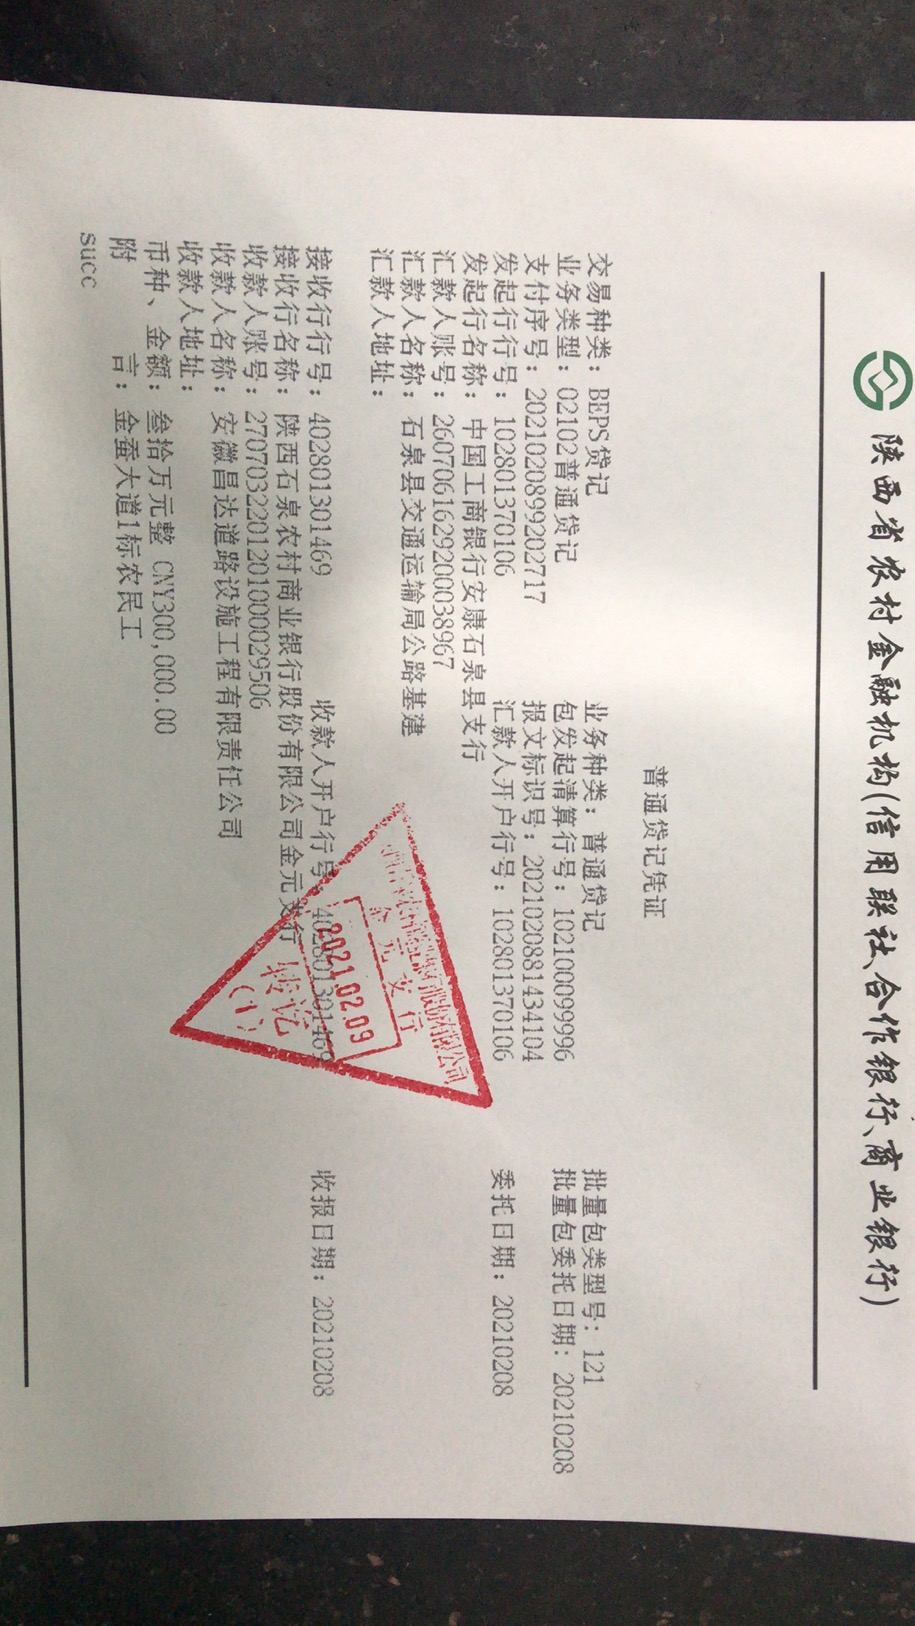 陕西省农村金融机构(信用联社、合作银行、商业银行)
普通贷记凭证
交易种类：BEPS贷记 批量包类型号：121
业务类型：02102普通贷记 业务种类：普通贷记 批量包委托日期：20210208
支付序号：2021020899202717 包发起清算行号：102100099996
发起行行号：102801370106 报文标识号：2021020881434104
发起行名称：中国工商银行安康石泉县支行 汇款人开户行号：102801370106 委托日期：20210208
汇款人账号：2607061629200038967
汇款人名称：石泉县交通运输局公路基建
汇款人地址：
接收行行号：402801301469 收款人开户行号：402801301469 收报日期：20210208
接收行名称：陕西石泉农村商业银行股份有限公司金元支行
收款人账号：2707032201201000029506
收款人名称：安徽昌达道路设施工程有限责任公司
收款人地址：
币种、金额：叁拾万元整 CNY300,000.00
附 言：金蚕大道1标农民工
succ
股份有限公司
金元支行
2021.02.09
转讫
(1)